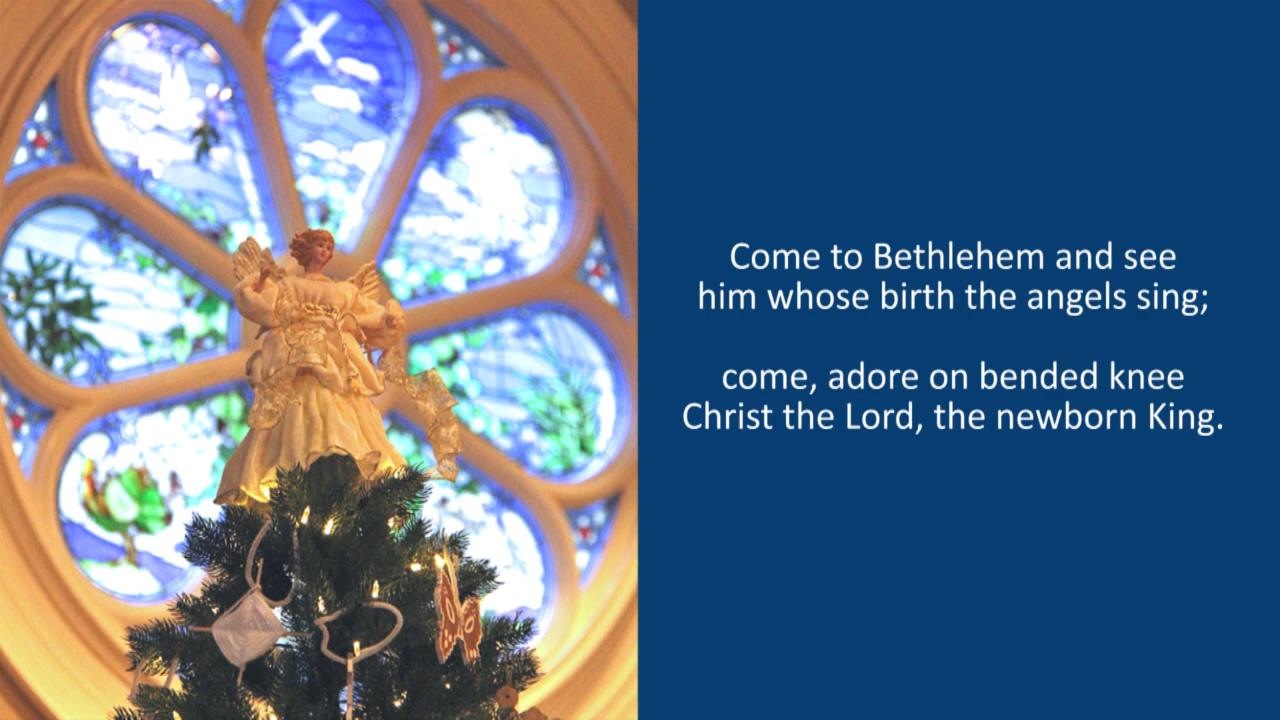 Come to Bethlehem and see
him whose birth the angels sing;
come, adore on bended knee
Christ the Lord, the newborn King.